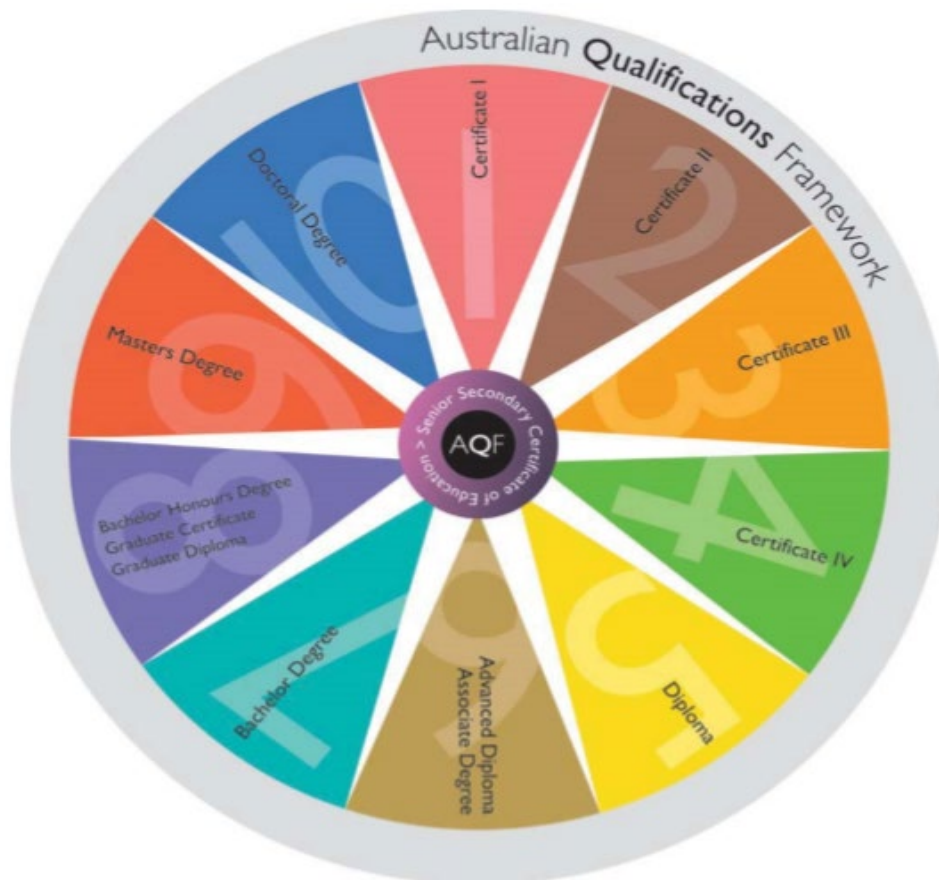 Australian Qualifications Framework
1
Certificate I
2
Certificate II
3
Certificate III
4
Certificate IV
5
Diploma
6
Advanced Diploma
Associate Degree
7
Bachelor Degree
8
Bachelor Honours Degree
Graduate Certificate
Graduate Diploma
9
Masters Degree
10
Doctoral Degree
Senior Secondary Certificate of Education >
AQF